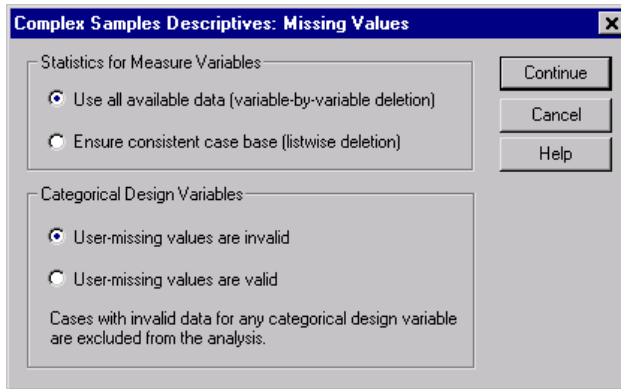 Complex Samples Descriptives: Missing Values
Statistics for Measure Variables
Use all available data (variable-by-variable deletion)
Ensure consistent case base (listwise deletion)
Continue
Cancel
Help
Categorical Design Variables
User-missing values are invalid
User-missing values are valid
Cases with invalid data for any categorical design variable
are excluded from the analysis.